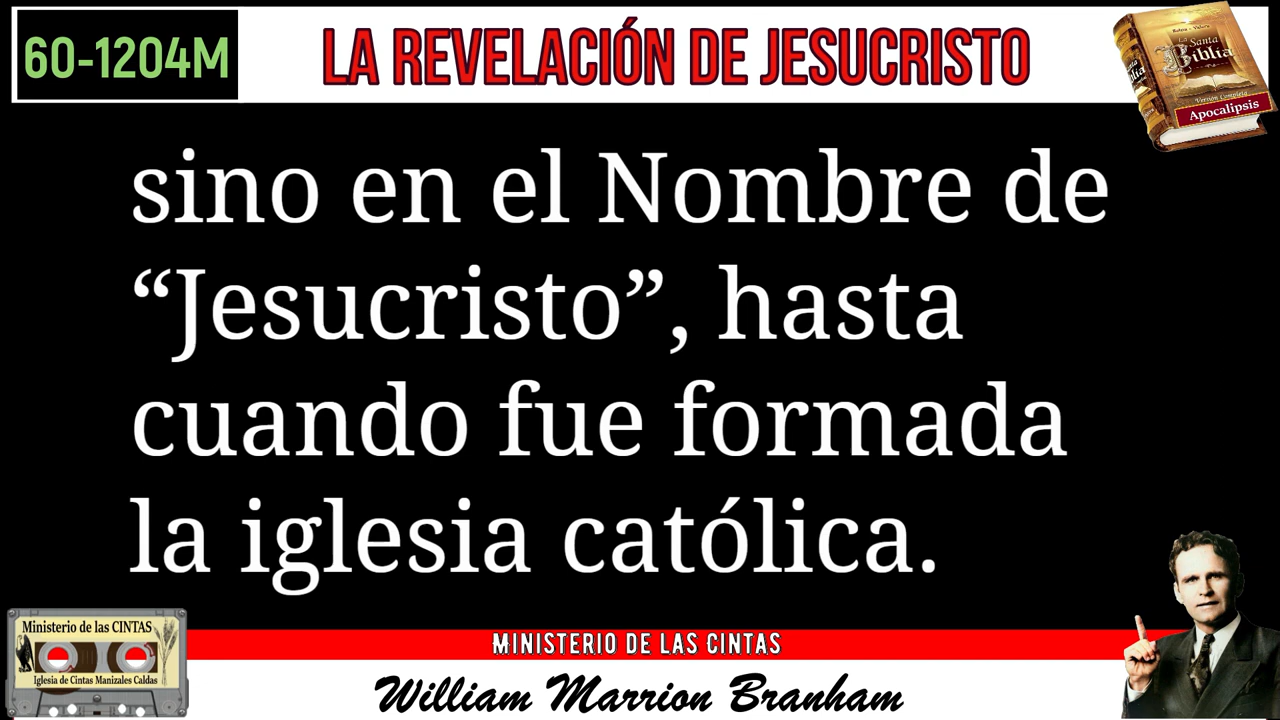 60-1204M
LA REVELACIÓN DE JESUCRISTO
La Santa
Biblia
Versión Completa
Apocalipsis
sino en el Nombre de
“Jesucristo”, hasta
cuando fue formada
la iglesia católica.
Ministerio de las CINTAS
Iglesia de Cintas Manizales Caldas
MINISTERIO DE LAS CINTAS
William Marrion Branham